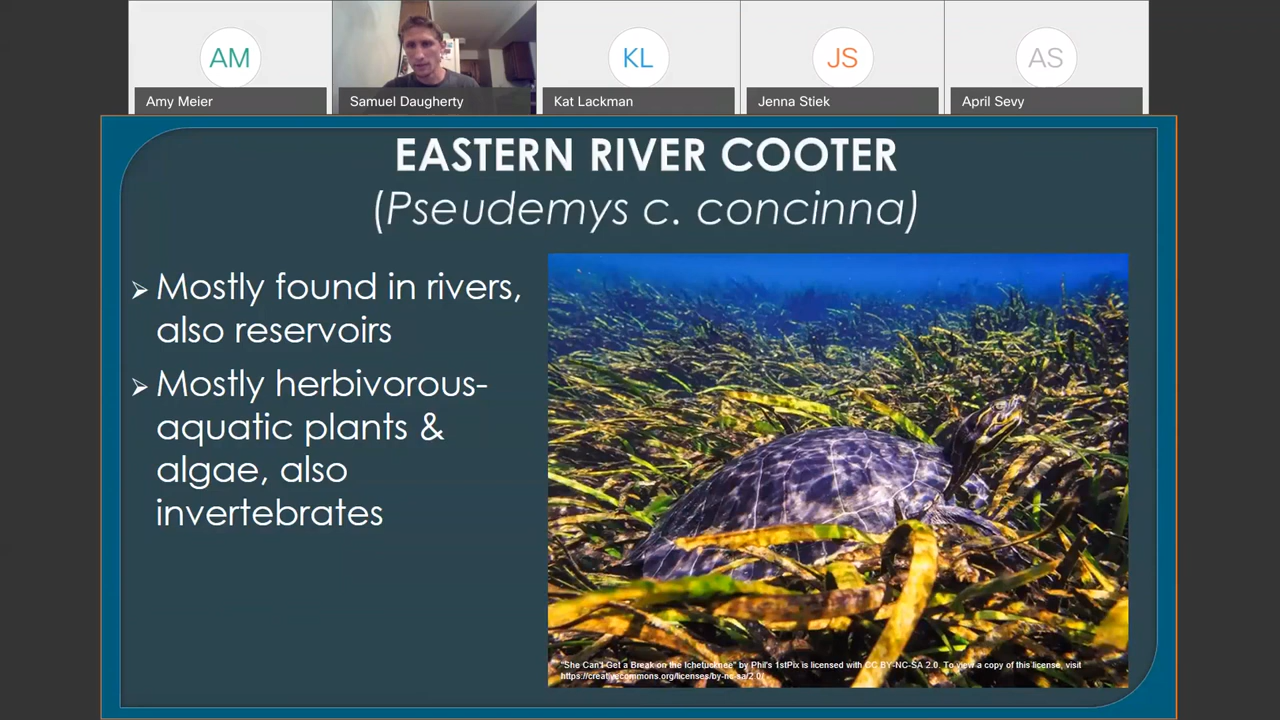 AM
KL
JS
AS
Amy Meier
Samuel Daugherty
Kat Lackman
Jenna Stiek
April Sevy
EASTERN RIVER COOTER
(Pseudemys c. concinna)
➢ Mostly found in rivers,
also reservoirs
➢ Mostly herbivorous-
aquatic plants &
algae, also
invertebrates
"She Can't Get a Break on the Ichetucknee" by Phil's 1stPix is licensed with CC BY-NC-SA 2.0. To view a copy of this license, visit
https://creativecommons.org/licenses/by-nc-sa/2.0/